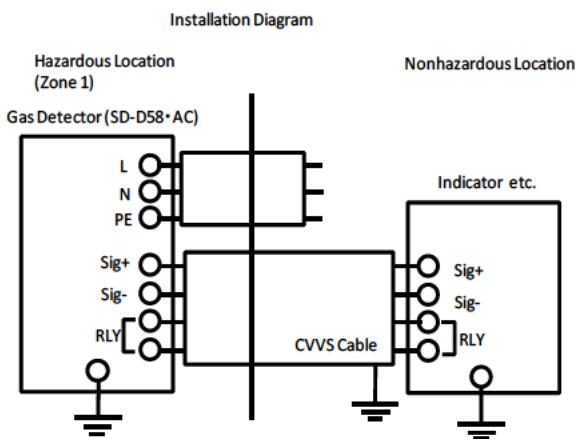 Installation Diagram
Hazardous Location
(Zone 1)
Nonhazardous Location
Gas Detector (SD-D58・AC)
L
N
PE
Indicator etc.
Sig+
Sig-
RLY
CVVS Cable
Sig+
Sig-
RLY